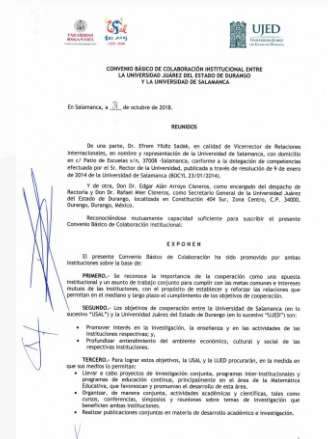 VNIVERSIDAD
D SALAMANCA
800 AÑOS
1218 - 2018
UJED
CONVENIO BÁSICO DE COLABORACIÓN INSTITUCIONAL ENTRE
LA UNIVERSIDAD JUÁREZ DEL ESTADO DE DURANGO
Y LA UNIVERSIDAD DE SALAMANCA
En Salamanca, a 3 de octubre de 2018.
REUNIDOS
De una parte, Dr. Efrem Yildiz Sadak, en calidad de Vicerrector de Relaciones
Internacionales, en nombre y representación de la Universidad de Salamanca, con domicilio
en c/ Patio de Escuelas s/n, 37008 -Salamanca, conforme a la delegación de competencias
efectuada por el Sr. Rector de la Universidad, publicada a través de resolución de 9 de enero
de 2014 de la Universidad de Salamanca (BOCYL 23/01/2014).
Y de otra, Don Dr. Edgar Alán Arroyo Cisneros, como encargado del despacho de
Rectoría y Don Dr. Rafael Mier Cisneros, como Secretario General de la Universidad Juárez
del Estado de Durango, localizada en Constitución 404 Sur, Zona Centro, C.P. 34000,
Durango, Durango, México.
Reconociéndose mutuamente capacidad suficiente para suscribir el presente
Convenio Básico de Colaboración Institucional:
EXPONEN
El presente Convenio Básico de Colaboración ha sido promovido por ambas
Instituciones sobre la base de:
PRIMERO.- Se reconoce la importancia de la cooperación como una apuesta
institucional y un asunto de trabajo conjunto para cumplir con las metas comunes e intereses
mutuos de las Instituciones, con el propósito de establecer y reforzar las relaciones que
permitan en el mediano y largo plazo el cumplimiento de los objetivos de cooperación.
SEGUNDO.- Los objetivos de cooperación entre la Universidad de Salamanca (en lo
sucesivo "USAL") y la Universidad Juárez del Estado de Durango (en lo sucesivo "UJED") son:
• Promover interés en la investigación, la enseñanza y en las actividades de las
instituciones respectivas; y,
• Profundizar entendimiento del ambiente económico, cultural y social de las
respectivas instituciones.
TERCERO.- Para lograr estos objetivos, la USAL y la UJED procurarán, en la medida en
que sus medios lo permitan:
• Llevar a cabo proyectos de investigación conjunta, programas inter-institucionales y
programas de educación continua, principalmente en el área de la Matemática
Educativa, que favorezcan y promuevan el desarrollo de esta área.
• Organizar, de manera conjunta, actividades académicas y científicas, tales como
cursos, conferencias, simposios y reuniones sobre temas de investigación que
beneficien ambas instituciones.
• Realizar publicaciones conjuntas en materia de desarrollo académico e investigación.